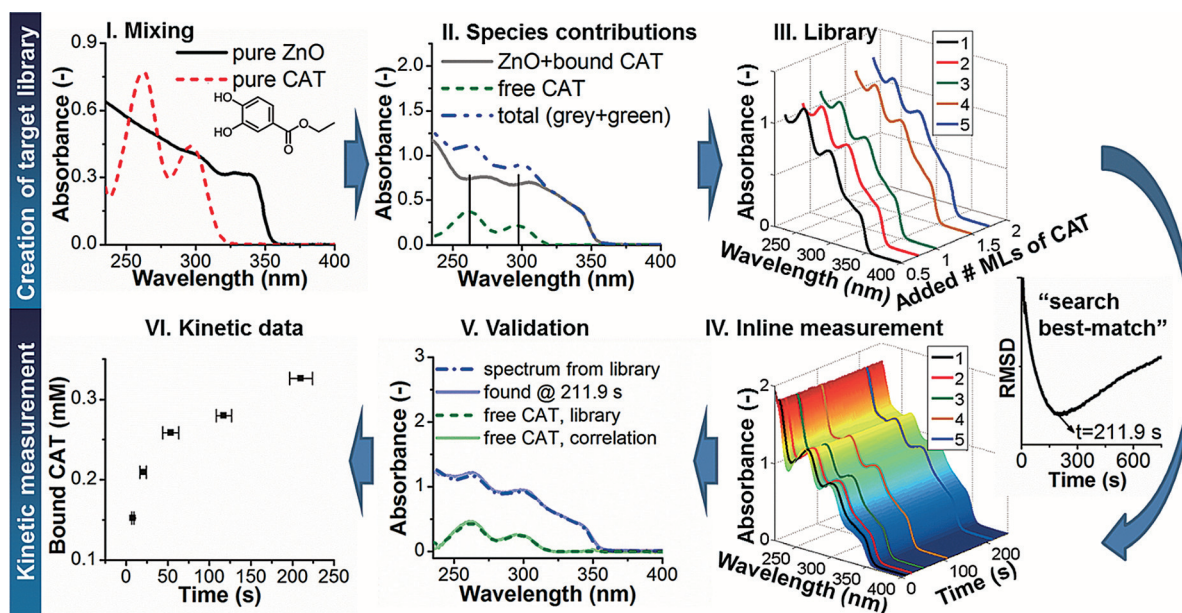 Creation of target library
I. Mixing
pure ZnO
pure CAT
HO
HO
O
O
0.9
0.6
0.3
0.0
Absorbance (-)
250
300
350
400
Wavelength (nm)
II. Species contributions
ZnO+bound CAT
free CAT
total (grey+green)
2.0
1.5
1.0
0.5
0.0
Absorbance (-)
250
300
350
400
Wavelength (nm)
III. Library
1
2
3
4
5
1
0
Absorbance (-)
250
300
350
400
Wavelength (nm)
0.5
1
1.5
2
Added # MLs of CAT
"search
best-match"
RMSD
t=211.9 s
0
300
600
Time (s)
Kinetic measurement
IV. Inline measurement
1
2
3
4
5
2
1
0
Absorbance (-)
250
300
350
400
Wavelength (nm)
0
100
200
Time (s)
V. Validation
spectrum from library
found @ 211.9 s
free CAT, library
free CAT, correlation
3
2
1
0
Absorbance (-)
250
300
350
400
Wavelength (nm)
VI. Kinetic data
0.3
0.2
0.1
Bound CAT (mM)
0
50
100
150
200
250
Time (s)